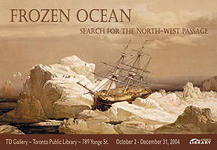 FROZEN OCEAN
SEARCH FOR THE NORTH-WEST PASSAGE
TD Gallery - Toronto Public Library - 789 Yonge St. October 2 - December 31, 2004
LIBRARY